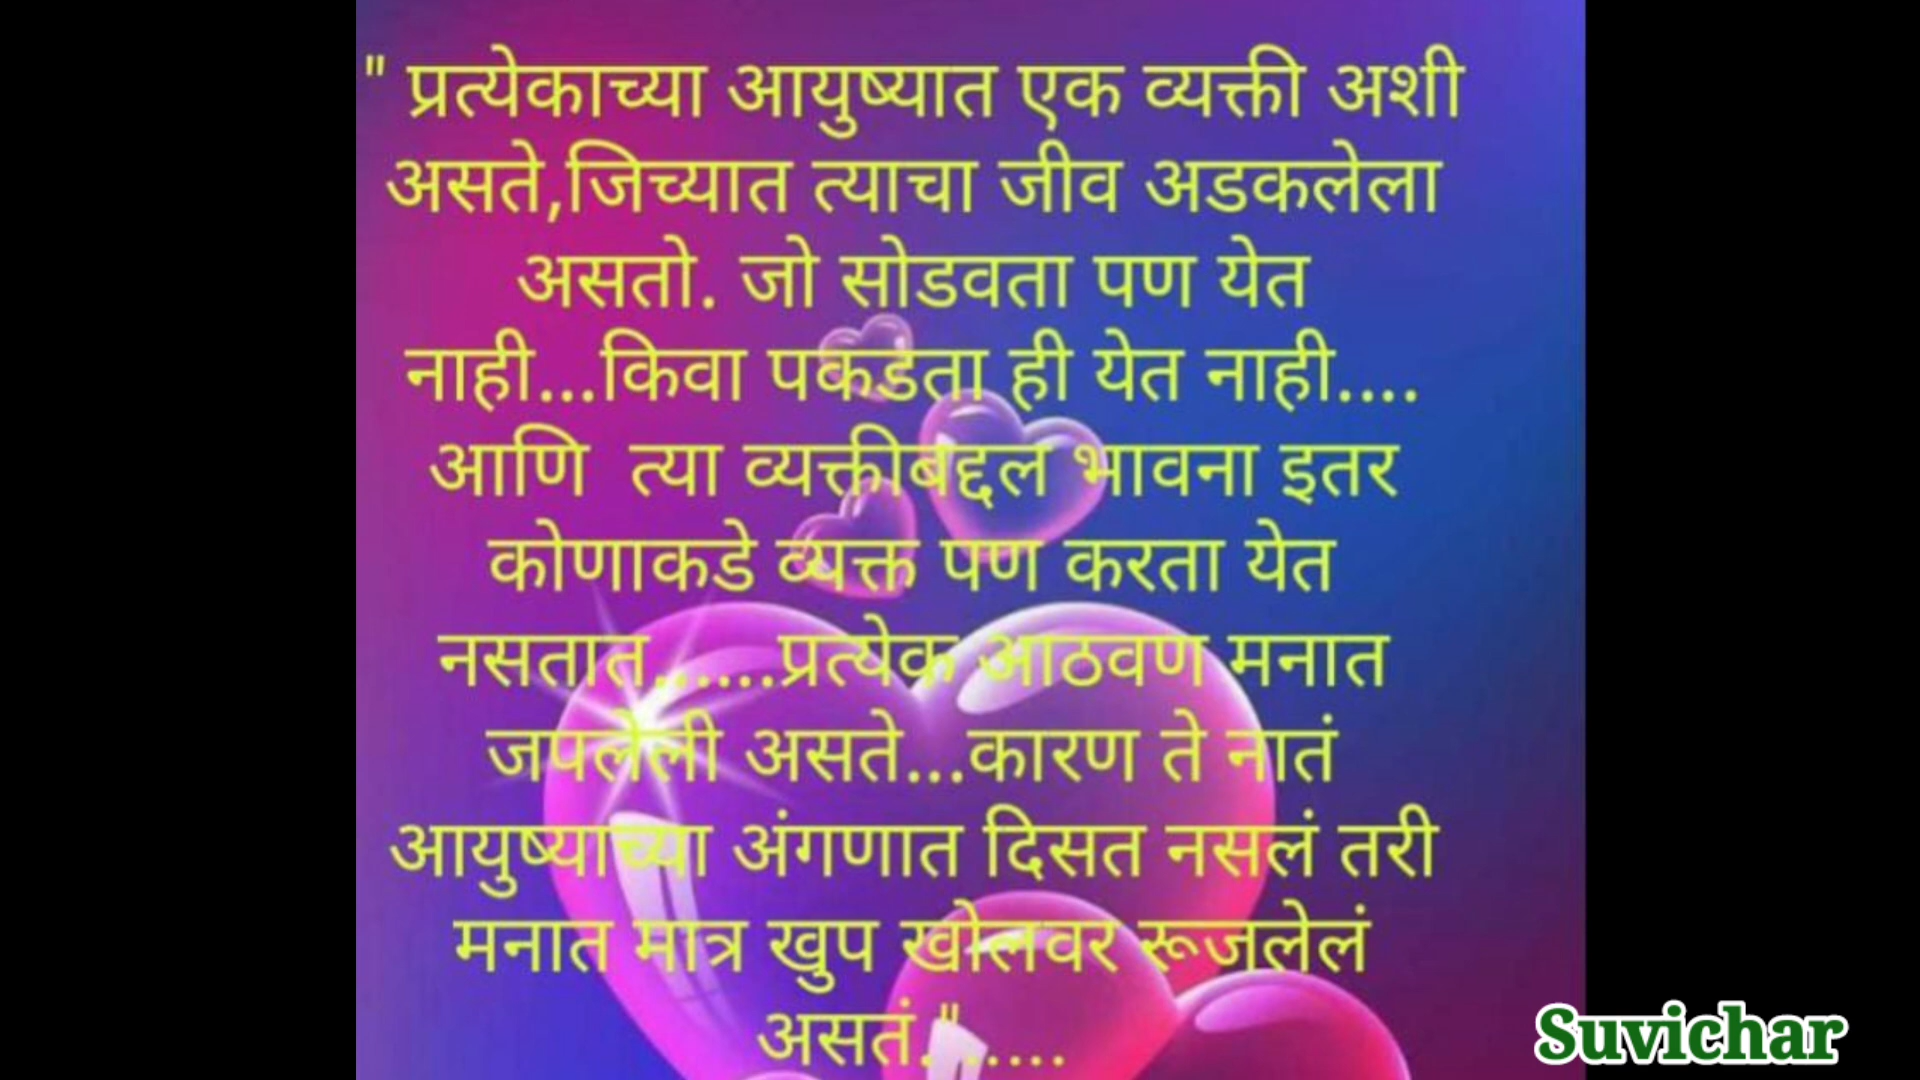 " प्रत्येकाच्या आयुष्यात एक व्यक्ती अशी
असते,जिच्यात त्याचा जीव अडकलेला
असतो. जो सोडवता पण येत
नाही...किवा पकडता ही येत नाही....
आणि  त्या व्यक्तीबद्दल भावना इतर
कोणाकडे व्यक्त पण करता येत
नसतात......प्रत्येक आठवण मनात
जपलेली असते...कारण ते नातं
आयुष्याच्या अंगणात दिसत नसलं तरी
मनात मात्र खुप खोलवर रूजलेलं
असतं.".....
Suvichar